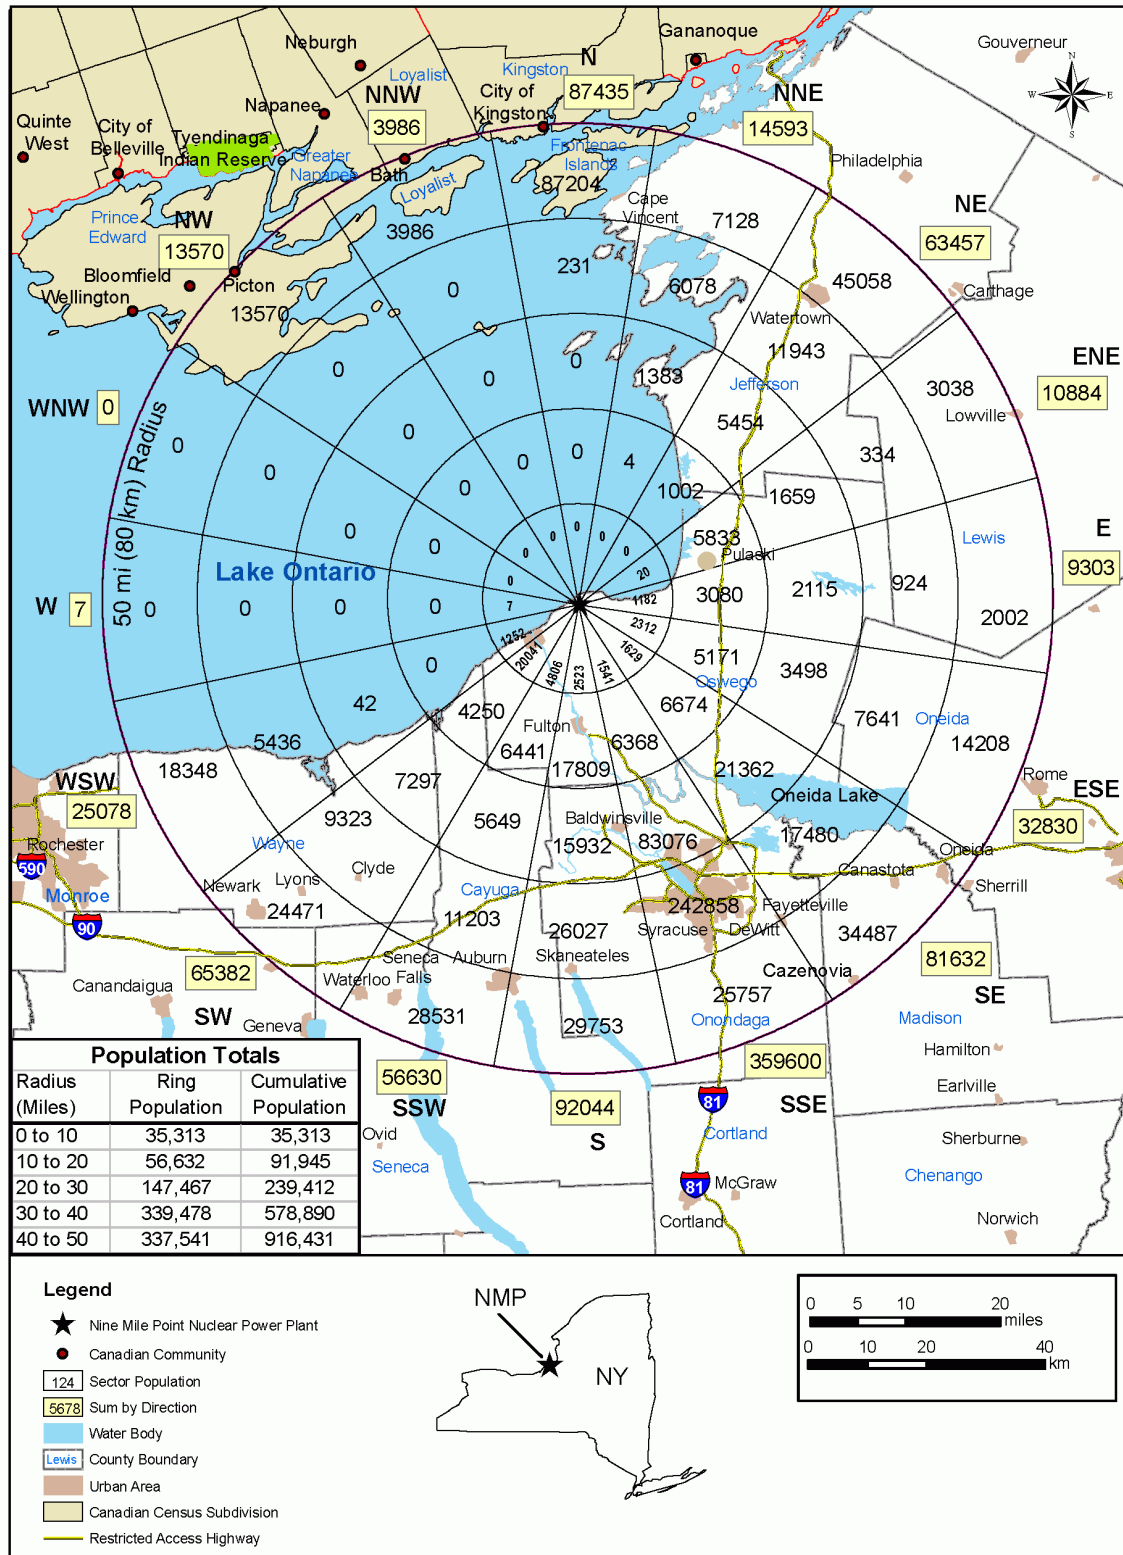 Gananoque
Gouverneur
Neburgh
N
Loyalist
Kingston
N
W
E
S
87435
City of
Kingston
NNW
3986
NNE
14593
Napanee
Quinte
West
City of
Belleville
Tyendinaga
Indian Reserve
Greater
Napanee
Bath
Loyalist
Frontenac
Islands
87204
Philadelphia
Cape
Vincent
7128
NE
63457
Prince
Edward
NW
13570
3986
Bloomfield
Wellington
Picton
13570
231
0
6078
45058
Carthage
Watertown
11943
ENE
10884
0
0
0
1383
Jefferson
3038
Lowville
WNW
0
50 mi (80 km) Radius
0
0
0
0
0
0
4
5454
334
1002
1659
0
0
0
0
0
0
0
5833
Pulaski
Lewis
E
9303
Lake Ontario
0
20
W
7
0
0
0
0
7
1182
3080
2115
924
2002
1252
20041
4806
2523
1541
1629
2312
0
5171
Oswego
3498
42
4250
6674
7641
Oneida
14208
Fulton
5436
6441
6368
18348
7297
17809
21362
WSW
25078
Rochester
Oneida Lake
Rome
ESE
32830
9323
5649
Baldwinsville
15932
83076
17480
Oneida
590
Wayne
Monroe
Clyde
Lyons
Newark
24471
Cayuga
Canastota
Sherrill
90
11203
242858
Fayetteville
26027
Syracuse
DeWitt
34487
65382
Seneca
Falls
Auburn
Skaneateles
Cazenovia
81632
SE
Canandaigua
Waterloo
SW
Geneva
28531
29753
25757
Onondaga
Madison
Hamilton
359600
SSE
56630
SSW
92044
S
81
Earlville
Population Totals
Radius
(Miles)
Ring
Population
Cumulative
Population
0 to 10 35,313 35,313
10 to 20 56,632 91,945
20 to 30 147,467 239,412
30 to 40 339,478 578,890
40 to 50 337,541 916,431
Ovid
Seneca
Cortland
Sherburne
Chenango
81
McGraw
Cortland
Norwich
Legend
Nine Mile Point Nuclear Power Plant
Canadian Community
124 Sector Population
5678 Sum by Direction
Water Body
Lewis County Boundary
Urban Area
Canadian Census Subdivision
Restricted Access Highway
NMP
NY
0 5 10 20
miles
0 10 20 40
km